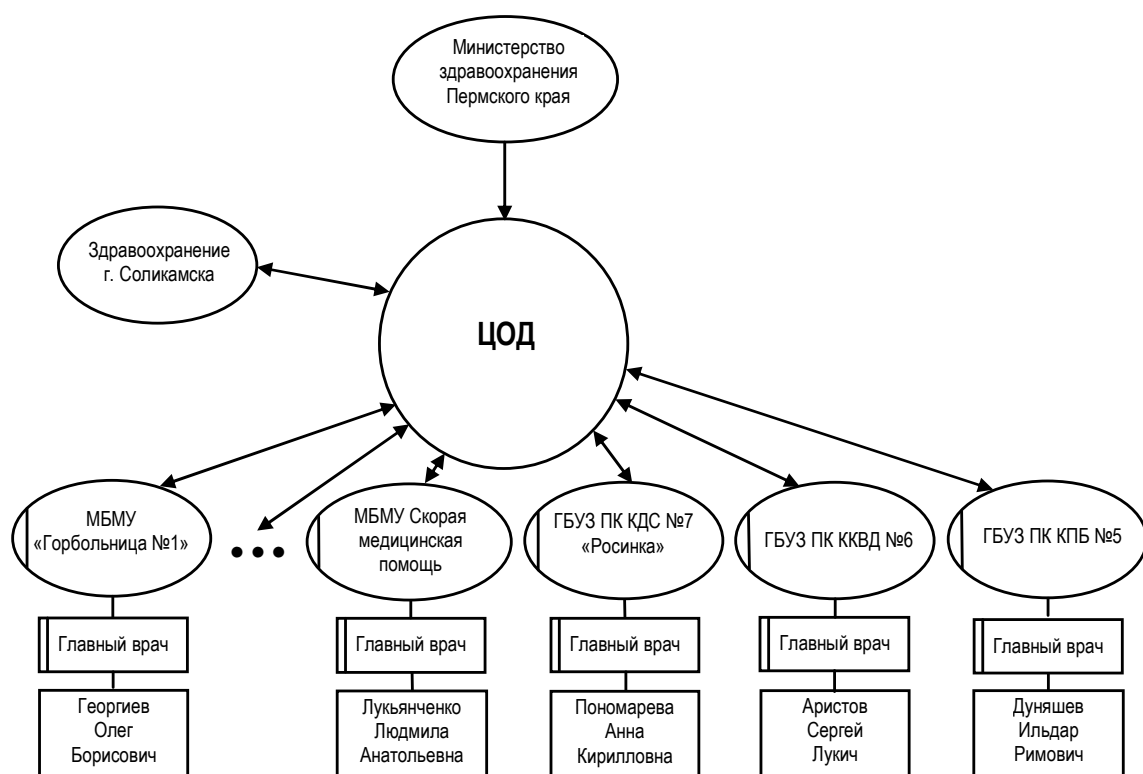 Министерство
здравоохранения
Пермского края
Здравоохранение
г. Соликамска
ЦОД
МБМУ
«Горбольница №1»
МБМУ Скорая
медицинская
помощь
ГБУЗ ПК КДС №7
«Росинка»
ГБУЗ ПК ККВД №6
ГБУЗ ПК КПБ №5
Главный врач
Главный врач
Главный врач
Главный врач
Главный врач
Георгиев
Олег
Борисович
Лукьянченко
Людмила
Анатольевна
Пономарева
Анна
Кирилловна
Аристов
Сергей
Лукич
Дуняшев
Ильдар
Римович